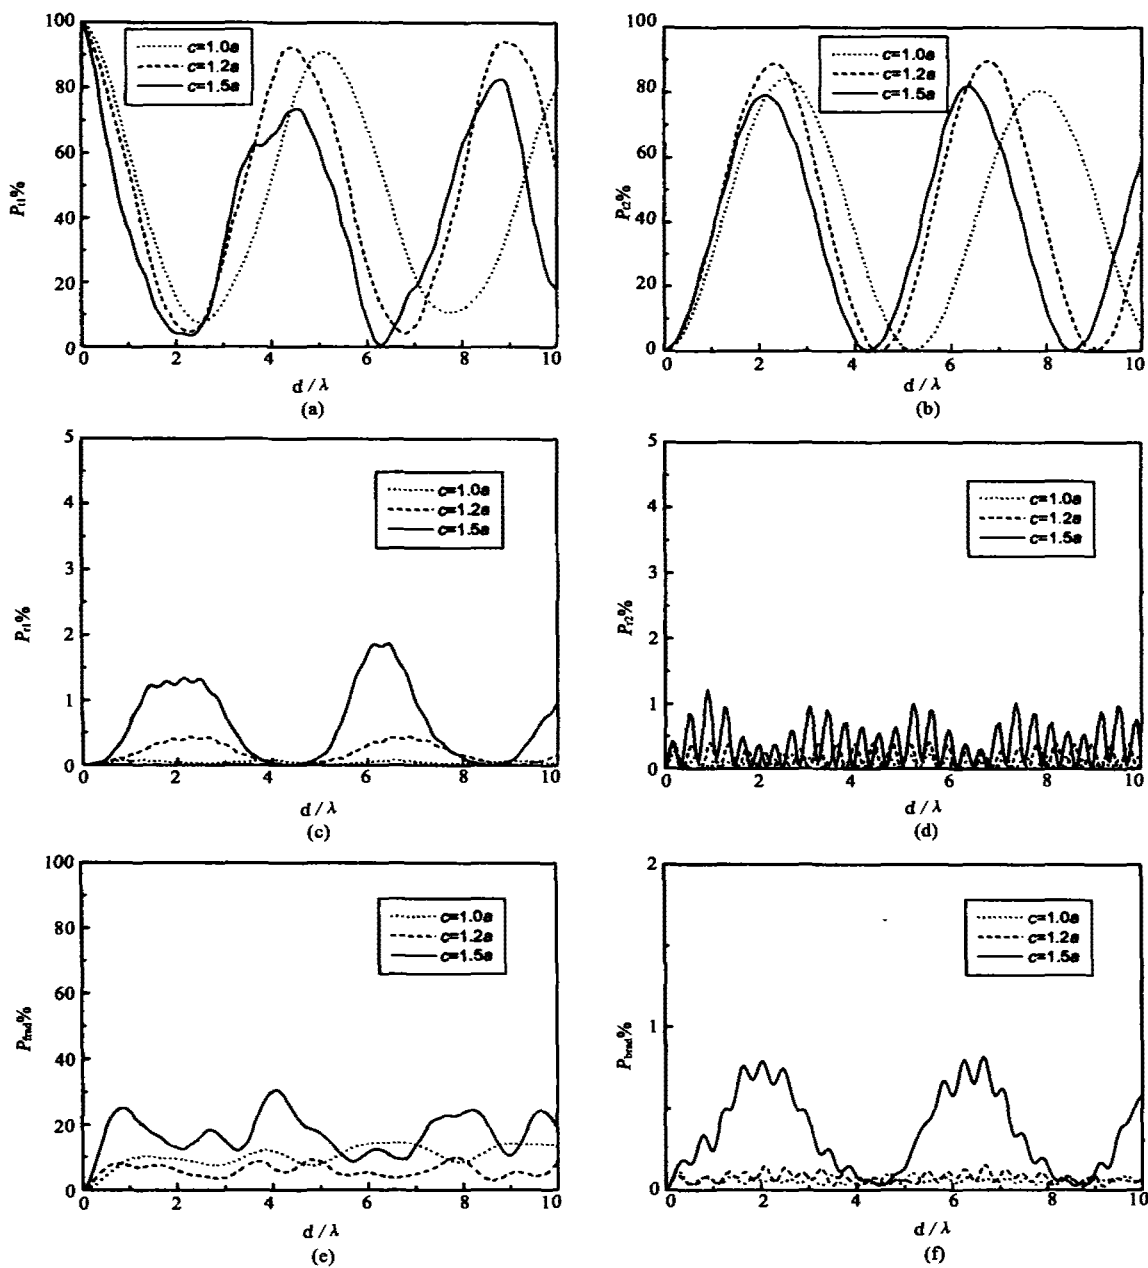 100
80
60
40
20
0
P_t1%
c=1.0a
c=1.2a
c=1.5a
0 2 4 6 8 10
d / λ
(a)
100
80
60
40
20
0
P_t2%
c=1.0a
c=1.2a
c=1.5a
0 2 4 6 8 10
d / λ
(b)
5
4
3
2
1
0
P_r1%
c=1.0a
c=1.2a
c=1.5a
0 2 4 6 8 10
d / λ
(c)
5
4
3
2
1
0
P_r2%
c=1.0a
c=1.2a
c=1.5a
0 2 4 6 8 10
d / λ
(d)
100
80
60
40
20
0
P_frad%
c=1.0a
c=1.2a
c=1.5a
0 2 4 6 8 10
d / λ
(e)
2
1
0
P_brad%
c=1.0a
c=1.2a
c=1.5a
0 2 4 6 8 10
d / λ
(f)